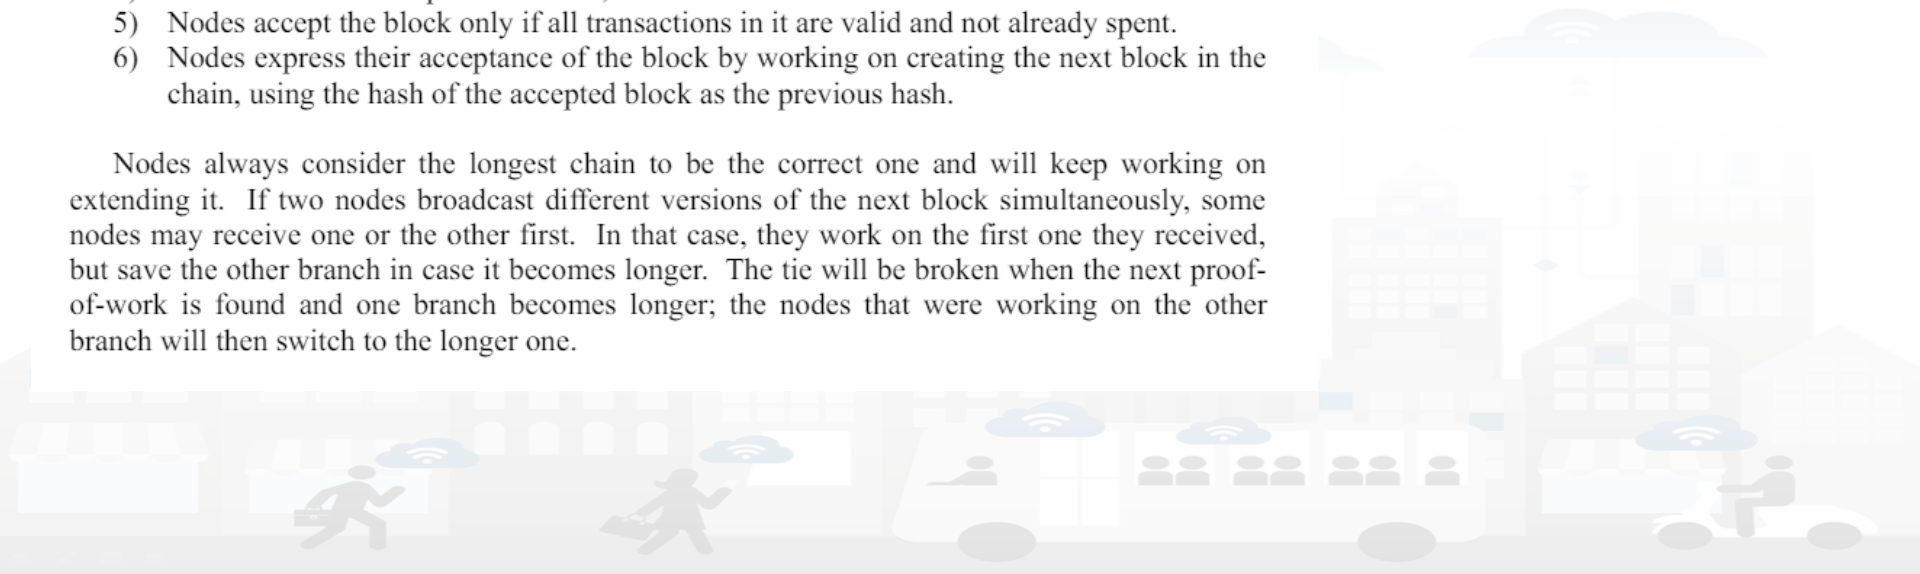 5) Nodes accept the block only if all transactions in it are valid and not already spent.
6) Nodes express their acceptance of the block by working on creating the next block in the
chain, using the hash of the accepted block as the previous hash.
Nodes always consider the longest chain to be the correct one and will keep working on
extending it. If two nodes broadcast different versions of the next block simultaneously, some
nodes may receive one or the other first. In that case, they work on the first one they received,
but save the other branch in case it becomes longer. The tie will be broken when the next proof-
of-work is found and one branch becomes longer; the nodes that were working on the other
branch will then switch to the longer one.